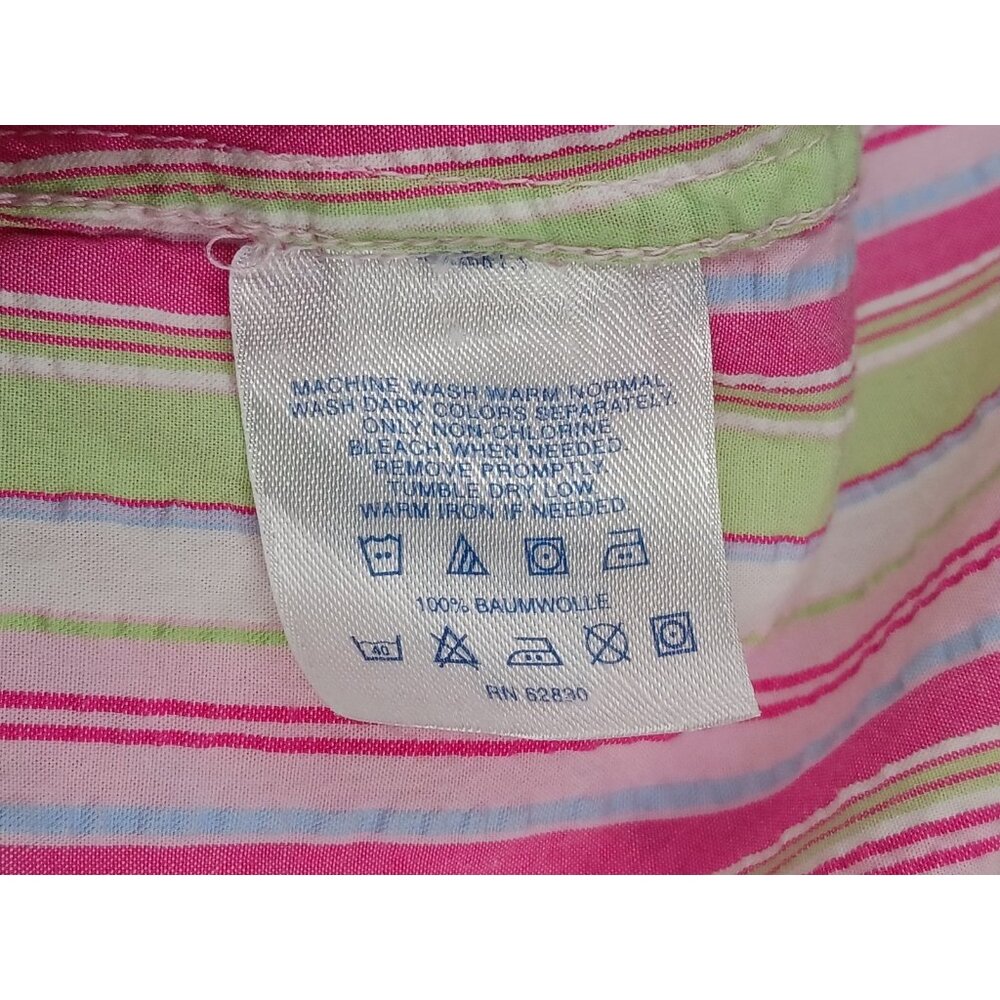 MACHINE WASH WARM NORMAL
WASH DARK COLORS SEPARATELY
ONLY NON-CHLORINE
BLEACH WHEN NEEDED
REMOVE PROMPTLY
TUMBLE DRY LOW
WARM IRON IF NEEDED
100% BAUMWOLLE
40
RN 62890